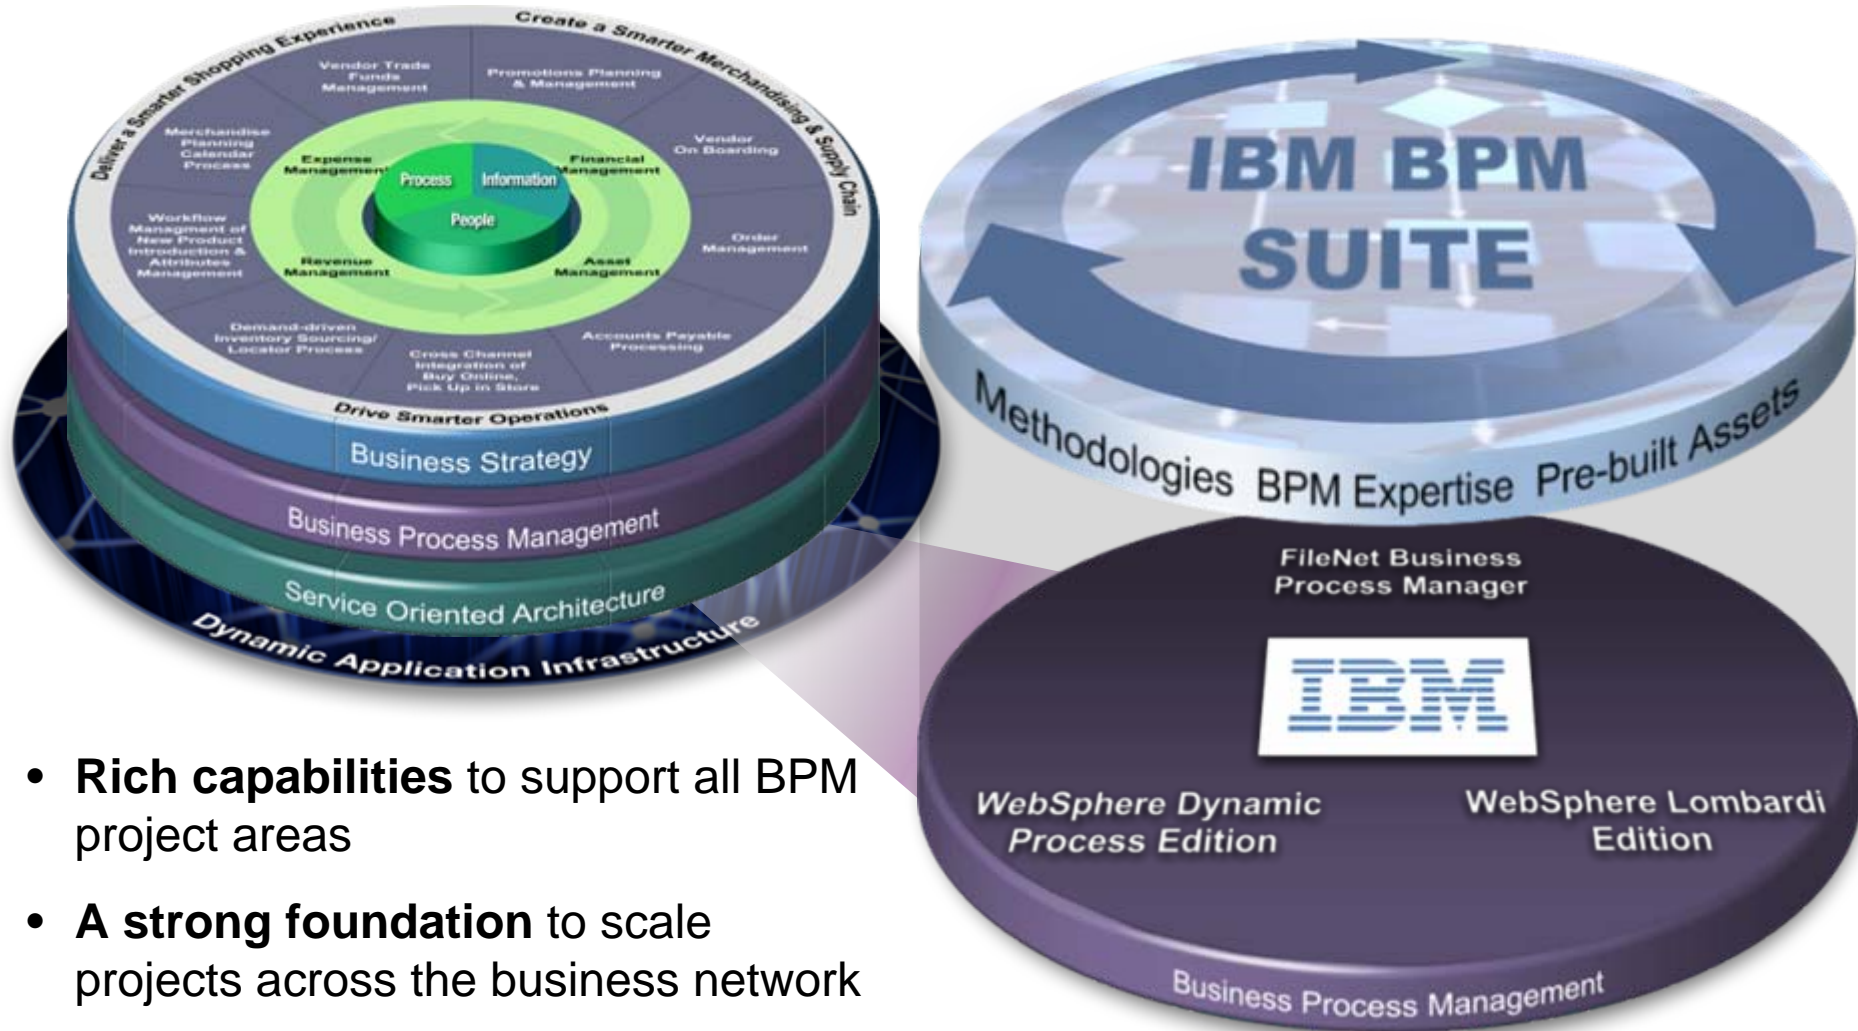 Deliver a Smarter Shopping Experience
Create a Smarter Merchandising & Supply Chain
Vendor Trade
Funds
Management
Promotions Planning
& Management
Merchandise
Planning
Calendar
Process
Vendor
On Boarding
Workflow
Managment of
New Product
Introduction &
Attributes
Management
Order
Management
Demand-driven
Inventory Sourcing/
Locator Process
Cross Channel
Integration of
Buy Online,
Pick Up in Store
Accounts Payable
Processing
Expense
Management
Financial
Management
Revenue
Management
Asset
Management
Process
Information
People
Drive Smarter Operations
Business Strategy
Business Process Management
Service Oriented Architecture
Dynamic Application Infrastructure
IBM BPM
SUITE
Methodologies BPM Expertise Pre-built Assets
FileNet Business
Process Manager
IBM
WebSphere Dynamic
Process Edition
WebSphere Lombardi
Edition
Business Process Management
• Rich capabilities to support all BPM
project areas
• A strong foundation to scale
projects across the business network